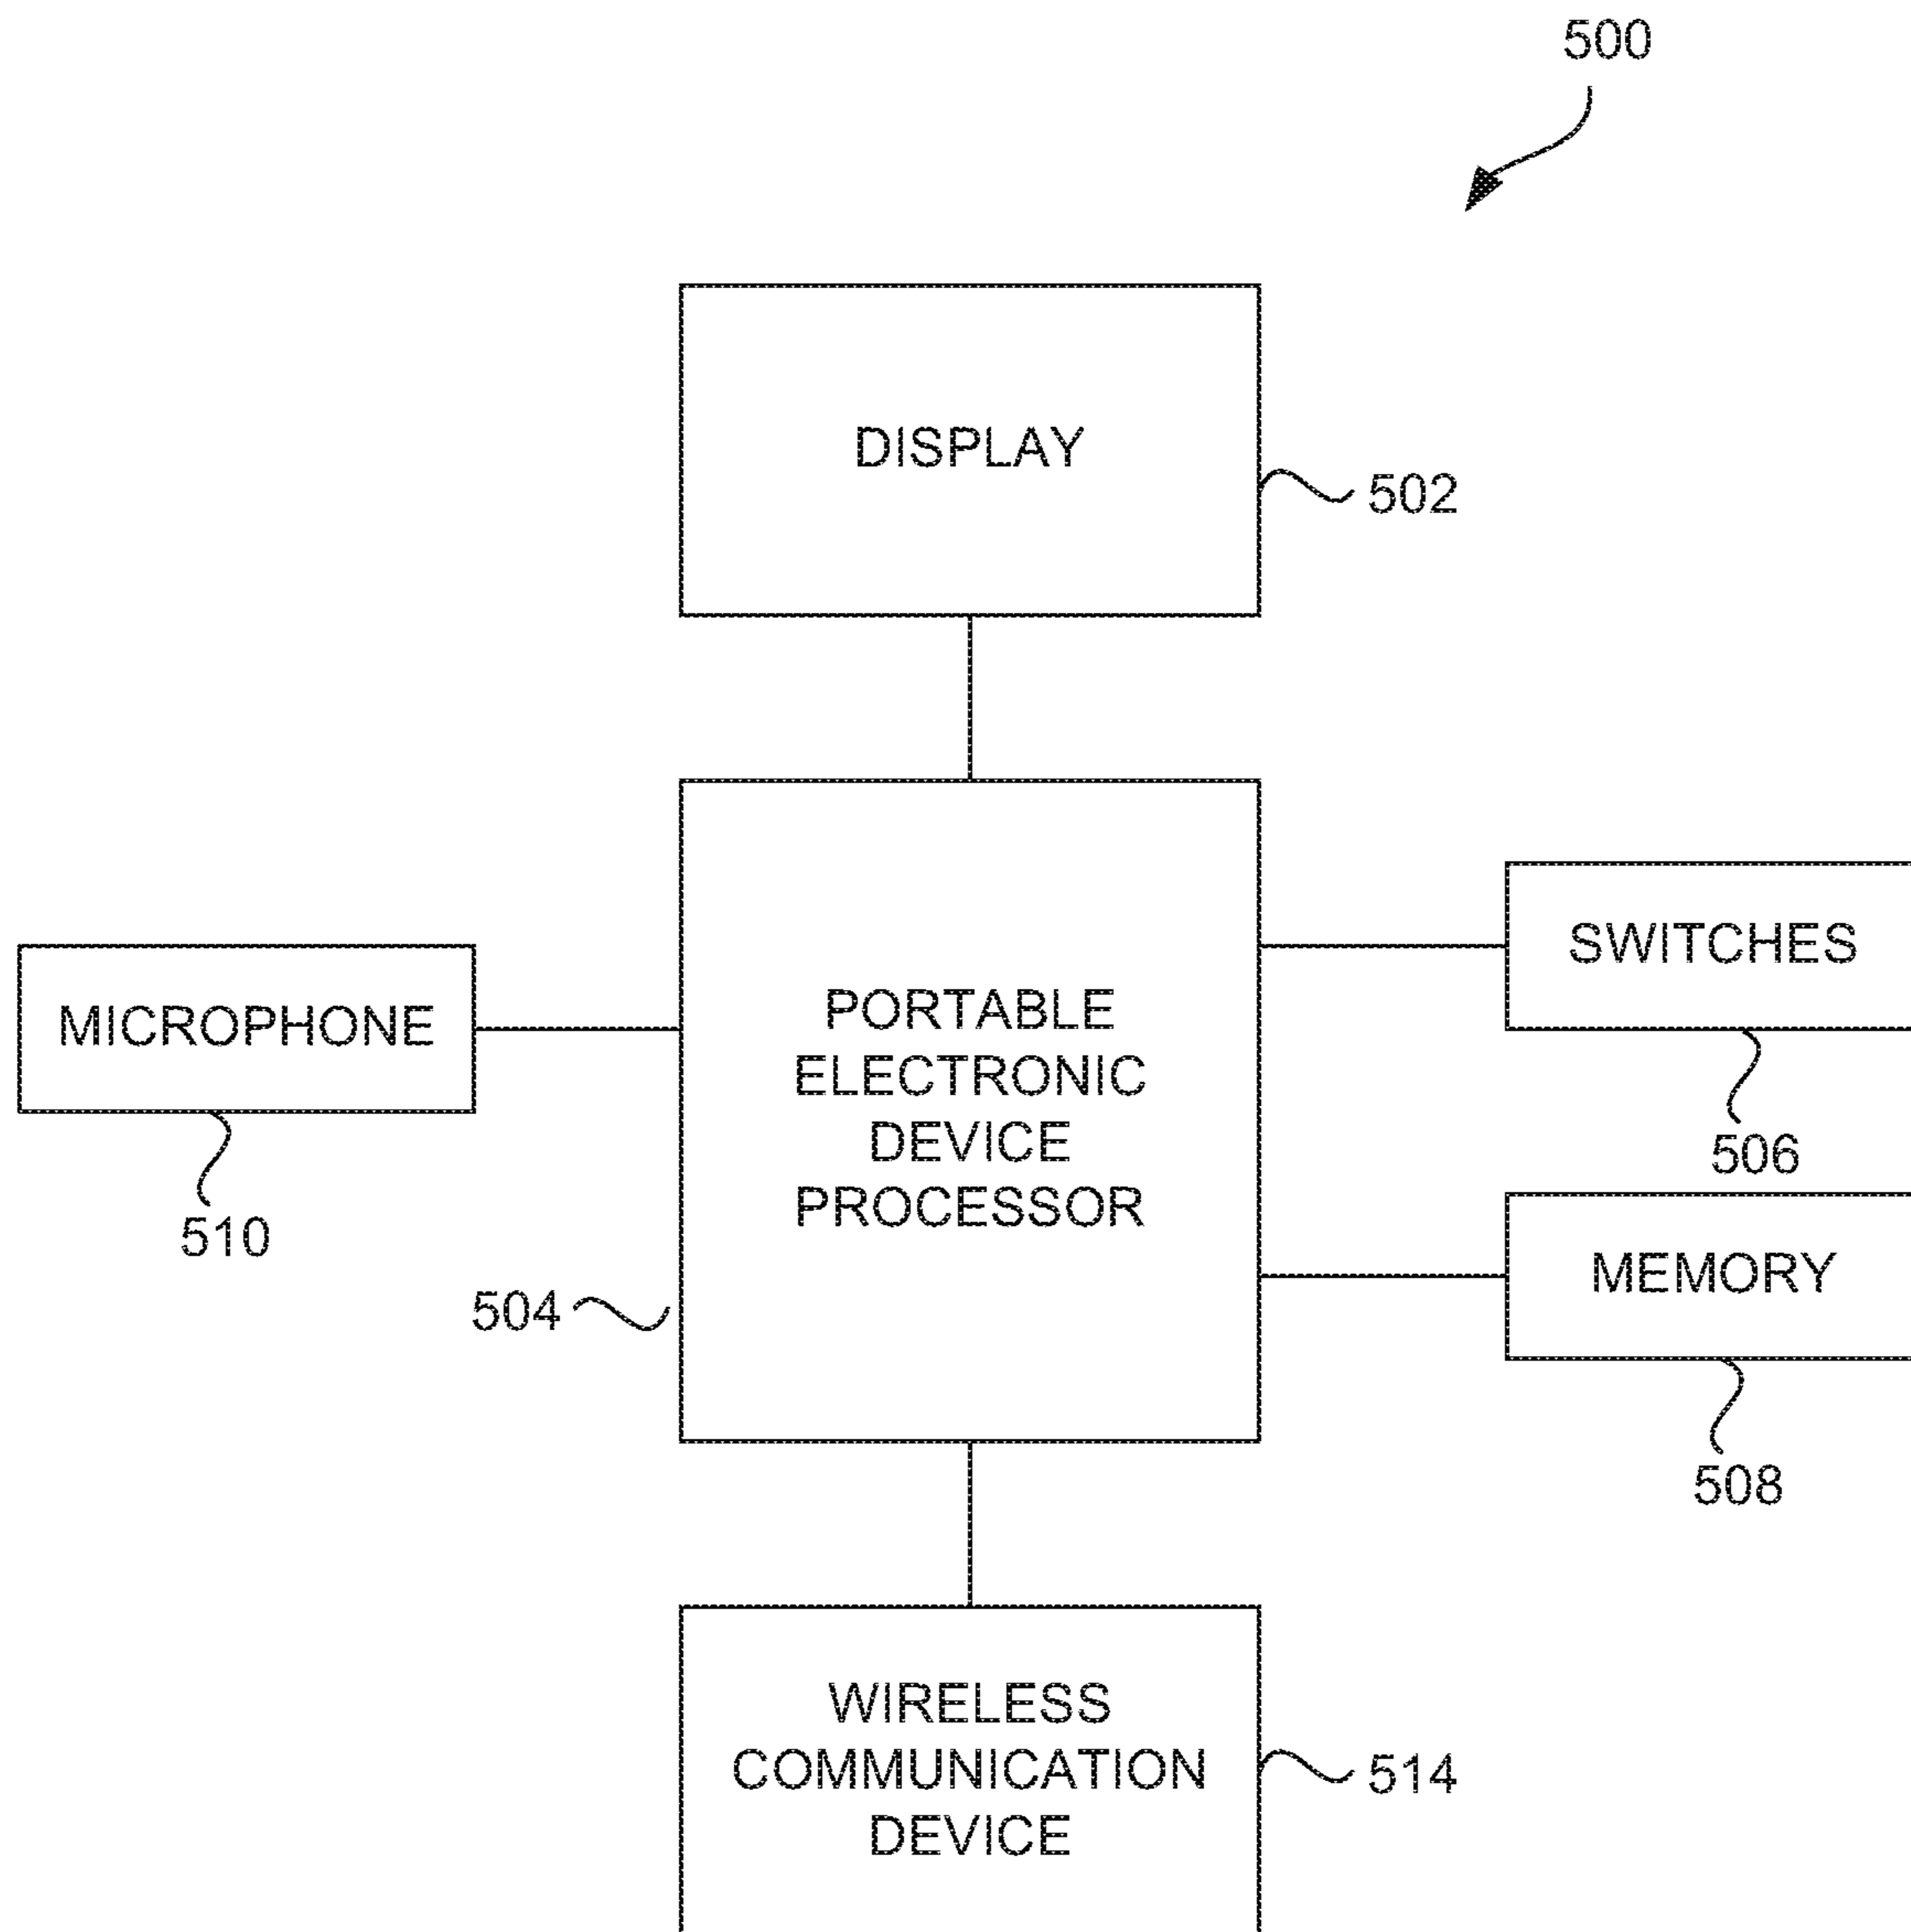 500
DISPLAY
502
SWITCHES
MICROPHONE
PORTABLE
ELECTRONIC
DEVICE
PROCESSOR
506
510
MEMORY
504
508
WIRELESS
COMMUNICATION
DEVICE
514